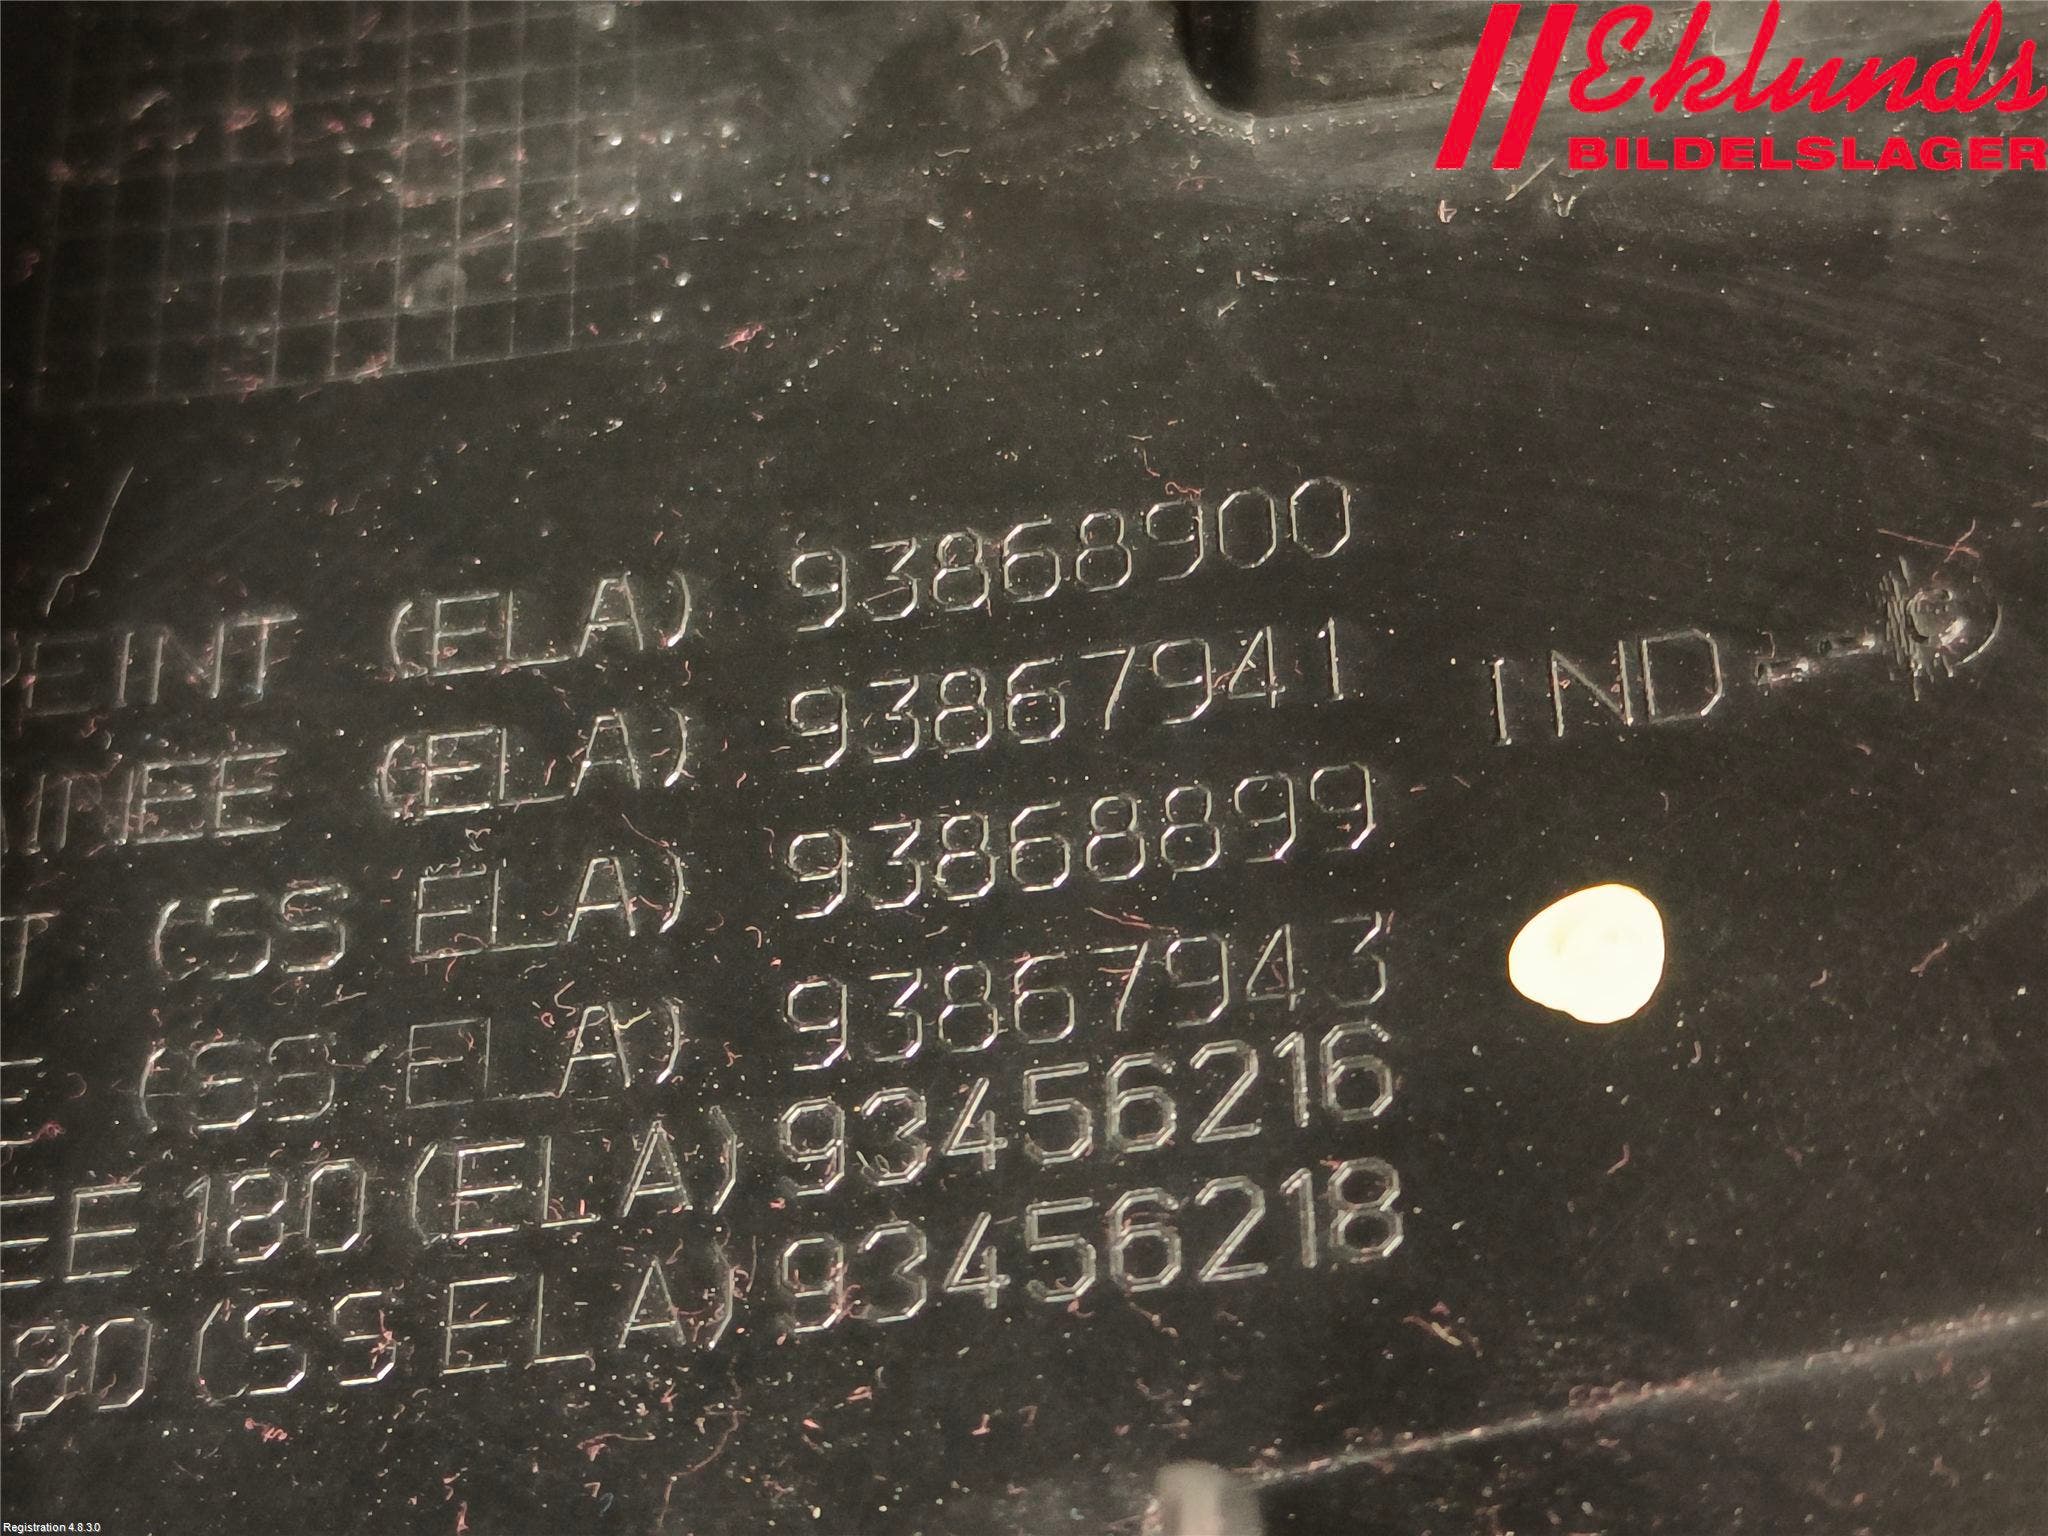 Eklunds
BILDELSLAGER
PEINT (ELA) 93868900
(ELA) 93867941
IND
T (SS ELA) 93868899
E (SS ELA) 93867943
EE 180 (ELA) 93456216
80 (SS ELA) 93456218
Registration 4.8.3.0